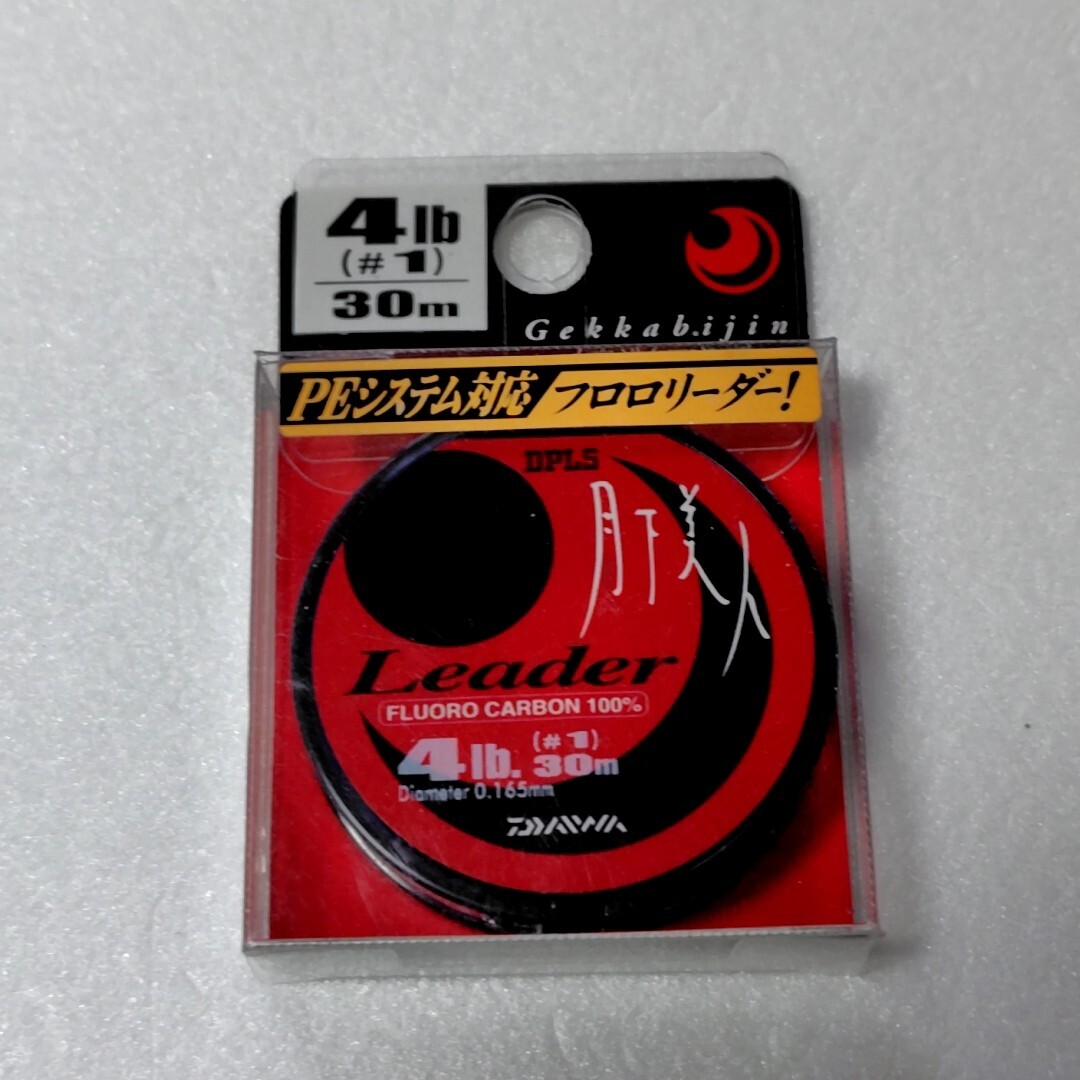 4lb
(#1)
30m
Gekkabijin
PEシステム対応/フロロリーダー!
DPLS
月下美人
Leader
FLUORO CARBON 100%
4lb. (#1) 30m
Diameter 0.165mm
DAIWA